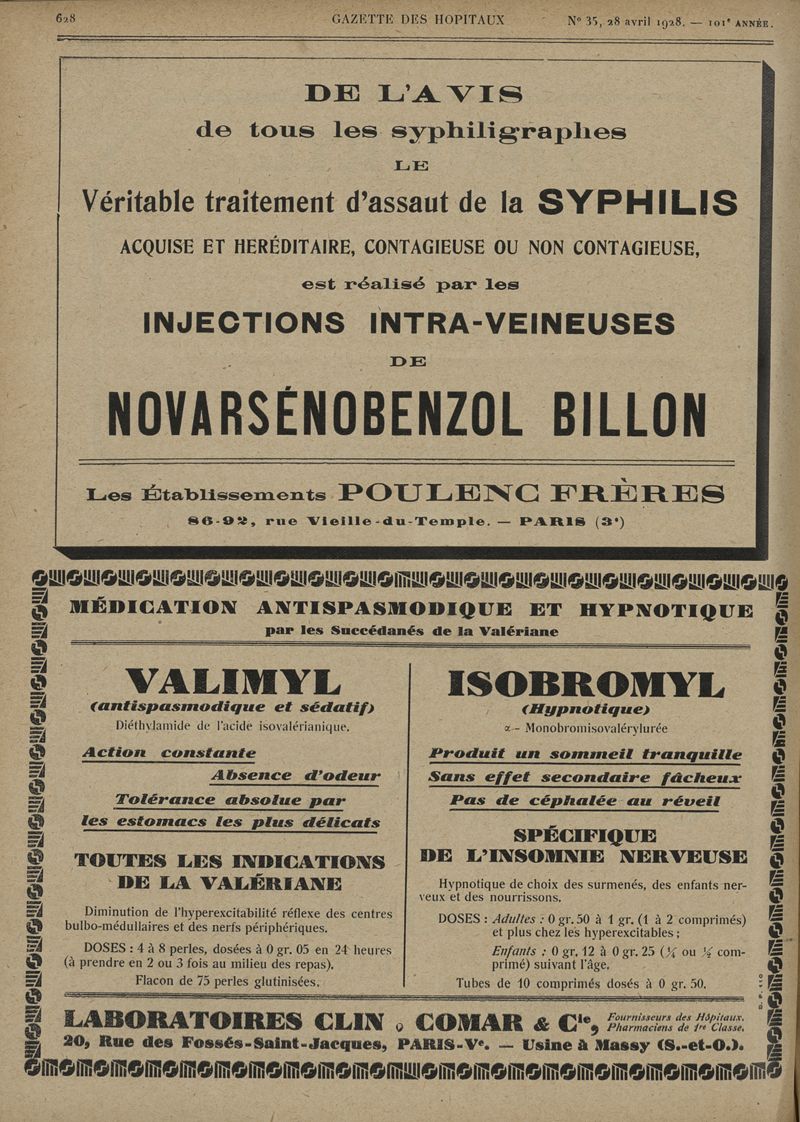 628
GAZETTE DES HOPITAUX
N° 35, 28 avril 1928. — 101e ANNÉE.
DE L'AVIS
de tous les syphiligraphes
LE
Véritable traitement d'assaut de la SYPHILIS
ACQUISE ET HERÉDITAIRE, CONTAGIEUSE OU NON CONTAGIEUSE,
est réalisé par les
INJECTIONS INTRA-VEINEUSES
DE
NOVARSÉNOBENZOL BILLON
Les Établissements POULENC FRÈRES
86-92, rue Vieille-du-Temple. — PARIS (3e)
MÉDICATION ANTISPASMODIQUE ET HYPNOTIQUE
par les Succédanés de la Valériane
VALIMYL
(antispasmodique et sédatif)
Diéthylamide de l'acide isovalérianique.
Action constante
Absence d'odeur
Tolérance absolue par
les estomacs les plus délicats
TOUTES LES INDICATIONS
DE LA VALÉRIANE
Diminution de l'hyperexcitabilité réflexe des centres
bulbo-médullaires et des nerfs périphériques.
DOSES : 4 à 8 perles, dosées à 0 gr. 05 en 24 heures
(à prendre en 2 ou 3 fois au milieu des repas).
Flacon de 75 perles glutinisées.
ISOBROMYL
(Hypnotique)
α - Monobromisovalérylurée
Produit un sommeil tranquille
Sans effet secondaire fâcheux
Pas de céphalée au réveil
SPÉCIFIQUE
DE L'INSOMNIE NERVEUSE
Hypnotique de choix des surmenés, des enfants ner-
veux et des nourrissons.
DOSES : Adultes : 0 gr. 50 à 1 gr. (1 à 2 comprimés)
et plus chez les hyperexcitables ;
Enfants : 0 gr. 12 à 0 gr. 25 (¼ ou ½ com-
primé) suivant l'âge.
Tubes de 10 comprimés dosés à 0 gr. 50.
LABORATOIRES CLIN, COMAR & Cie, Fournisseurs des Hôpitaux.
Pharmaciens de 1re Classe,
20, Rue des Fossés-Saint-Jacques, PARIS-Ve. — Usine à Massy (S.-et-O.).